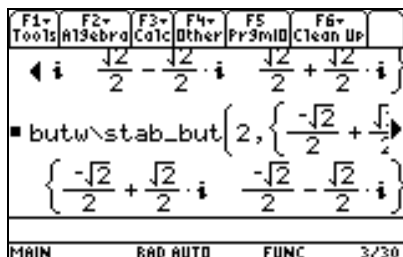 F1▾ F2▾ F3▾ F4▾ F5 F6▾
Tools Algebra Calc Other PrgmIO Clean Up
◀ i √2/2 - √2/2·i √2/2 + √2/2·i}
▪ butw\stab_but(2,{-√2/2 + √ ▶
{-√2/2 + √2/2·i -√2/2 - √2/2·i}
MAIN RAD AUTO FUNC 3/30